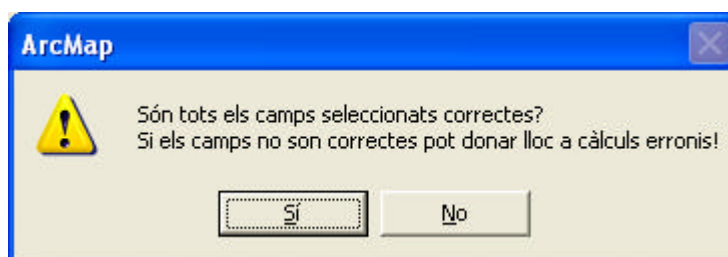 ArcMap
Són tots els camps seleccionats correctes?
Si els camps no son correctes pot donar lloc a càlculs erronis!
Sí No